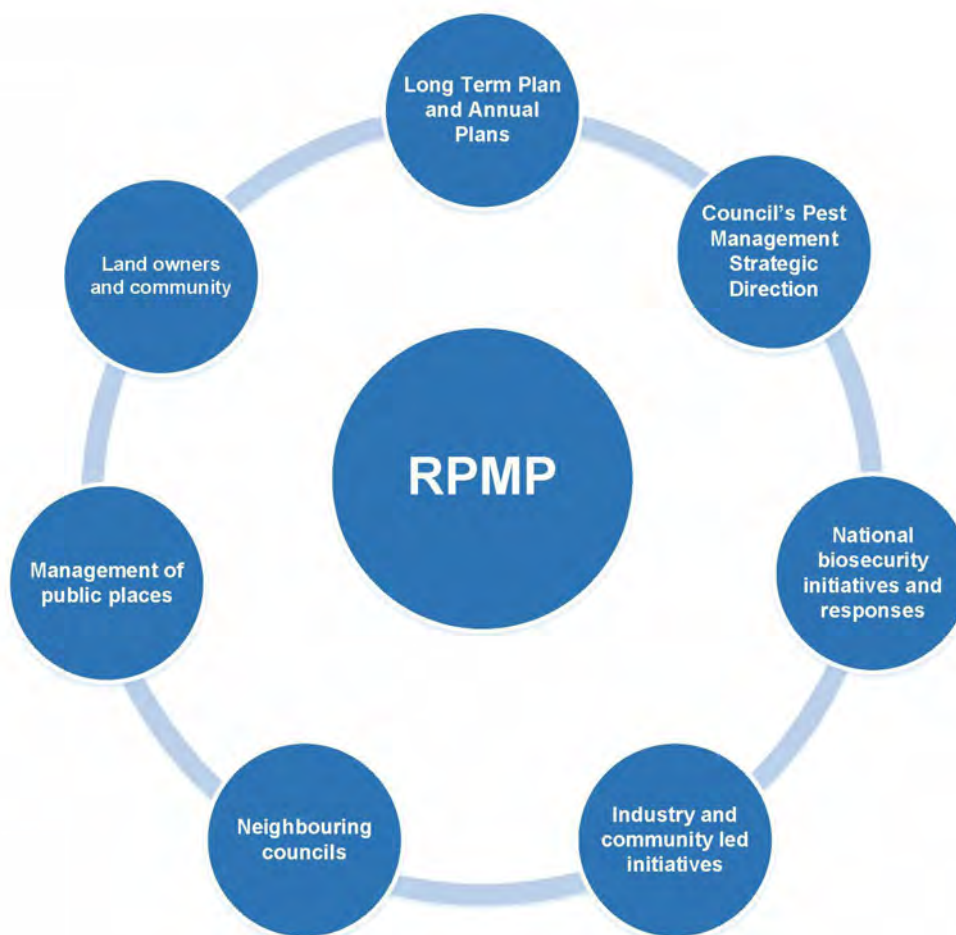 Long Term Plan
and Annual
Plans
Council's Pest
Management
Strategic
Direction
National
biosecurity
initiatives and
responses
Industry and
community led
initiatives
Neighbouring
councils
Management of
public places
Land owners
and community
RPMP